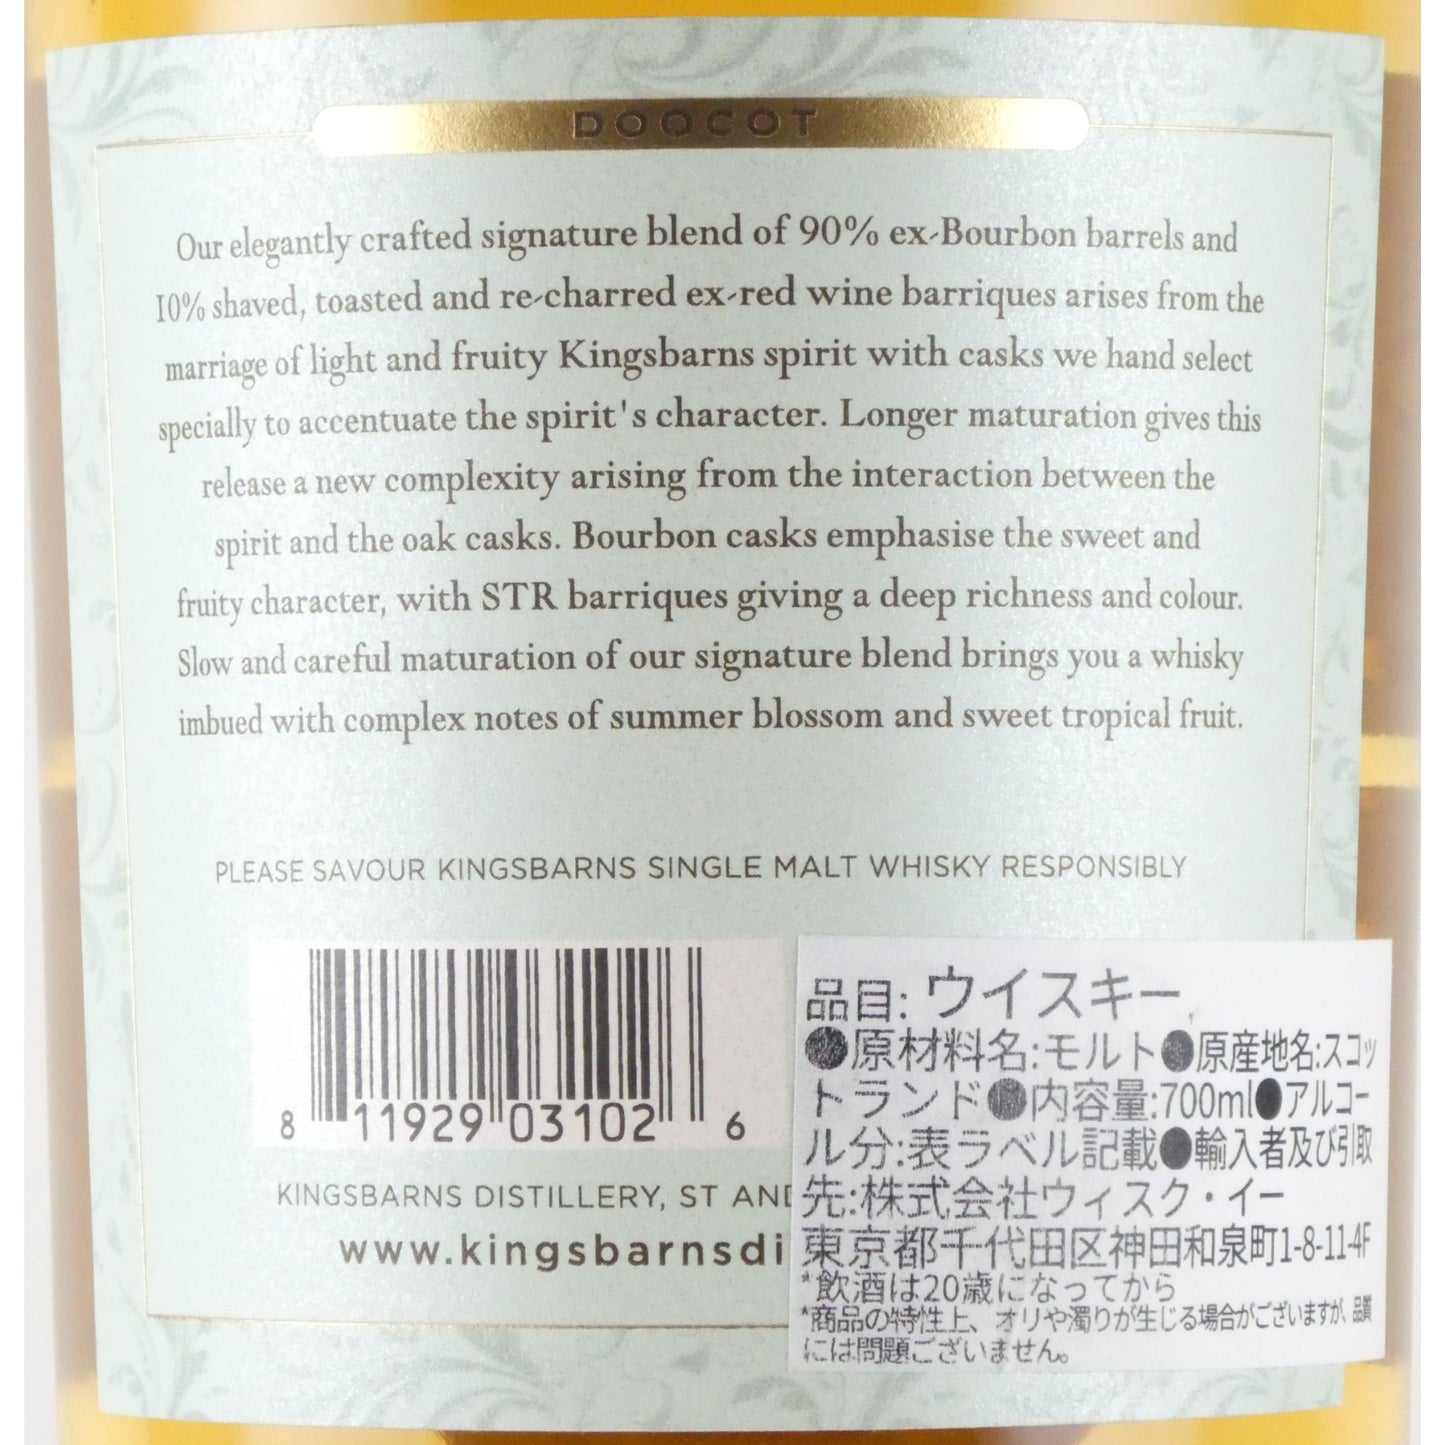 DOOCOT
Our elegantly crafted signature blend of 90% ex-Bourbon barrels and
10% shaved, toasted and re-charred ex-red wine barriques arises from the
marriage of light and fruity Kingsbarns spirit with casks we hand select
specially to accentuate the spirit's character. Longer maturation gives this
release a new complexity arising from the interaction between the
spirit and the oak casks. Bourbon casks emphasise the sweet and
fruity character, with STR barriques giving a deep richness and colour.
Slow and careful maturation of our signature blend brings you a whisky
imbued with complex notes of summer blossom and sweet tropical fruit.
PLEASE SAVOUR KINGSBARNS SINGLE MALT WHISKY RESPONSIBLY
8 11929 03102 6
KINGSBARNS DISTILLERY, ST AND
www.kingsbarnsdi
品目: ウイスキー
●原材料名:モルト●原産地名:スコッ
トランド●内容量:700ml●アルコー
ル分:表ラベル記載●輸入者及び引取
先:株式会社ウィスク・イー
東京都千代田区神田和泉町1-8-11-4F
*飲酒は20歳になってから
*商品の特性上、オリや濁りが生じる場合がございますが、品質
には問題ございません。